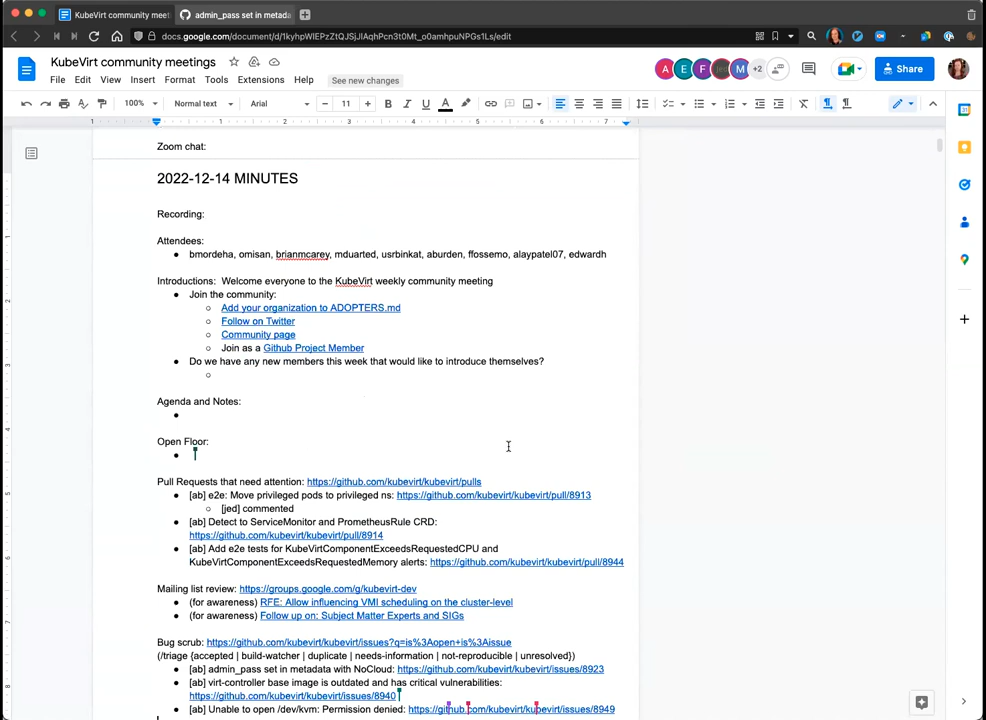 KubeVirt community meet
admin_pass set in metada
docs.google.com/document/d/1kyhpWIEPzZtQJSjJlAqhPcn3t0Mt_o0amhpuNPGs1Ls/edit
KubeVirt community meetings
File Edit View Insert Format Tools Extensions Help See new changes
A E F jed M +2 Share
100% Normal text Arial 11 B I U A
1 1 2 3 4 5 6 7
Zoom chat:
2022-12-14 MINUTES
Recording:
Attendees:
bmordeha, omisan, brianmcarey, mduarted, usrbinkat, aburden, ffossemo, alaypatel07, edwardh
Introductions: Welcome everyone to the KubeVirt weekly community meeting
Join the community:
Add your organization to ADOPTERS.md
Follow on Twitter
Community page
Join as a Github Project Member
Do we have any new members this week that would like to introduce themselves?
Agenda and Notes:
Open Floor:
Pull Requests that need attention: https://github.com/kubevirt/kubevirt/pulls
[ab] e2e: Move privileged pods to privileged ns: https://github.com/kubevirt/kubevirt/pull/8913
[jed] commented
[ab] Detect to ServiceMonitor and PrometheusRule CRD:
https://github.com/kubevirt/kubevirt/pull/8914
[ab] Add e2e tests for KubeVirtComponentExceedsRequestedCPU and
KubeVirtComponentExceedsRequestedMemory alerts: https://github.com/kubevirt/kubevirt/pull/8944
Mailing list review: https://groups.google.com/g/kubevirt-dev
(for awareness) RFE: Allow influencing VMI scheduling on the cluster-level
(for awareness) Follow up on: Subject Matter Experts and SIGs
Bug scrub: https://github.com/kubevirt/kubevirt/issues?q=is%3Aopen+is%3Aissue
(/triage {accepted | build-watcher | duplicate | needs-information | not-reproducible | unresolved})
[ab] admin_pass set in metadata with NoCloud: https://github.com/kubevirt/kubevirt/issues/8923
[ab] virt-controller base image is outdated and has critical vulnerabilities:
https://github.com/kubevirt/kubevirt/issues/8940
[ab] Unable to open /dev/kvm: Permission denied: https://github.com/kubevirt/kubevirt/issues/8949